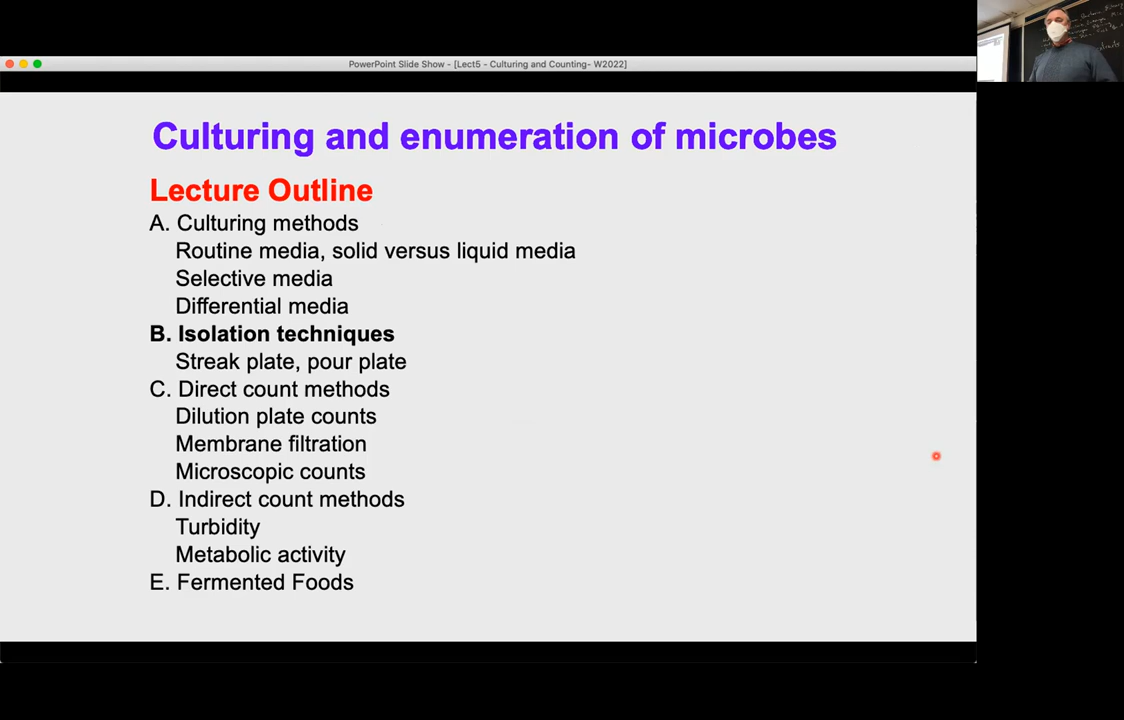 PowerPoint Slide Show - [Lect5 - Culturing and Counting- W2022]
Culturing and enumeration of microbes
Lecture Outline
A. Culturing methods
Routine media, solid versus liquid media
Selective media
Differential media
B. Isolation techniques
Streak plate, pour plate
C. Direct count methods
Dilution plate counts
Membrane filtration
Microscopic counts
D. Indirect count methods
Turbidity
Metabolic activity
E. Fermented Foods